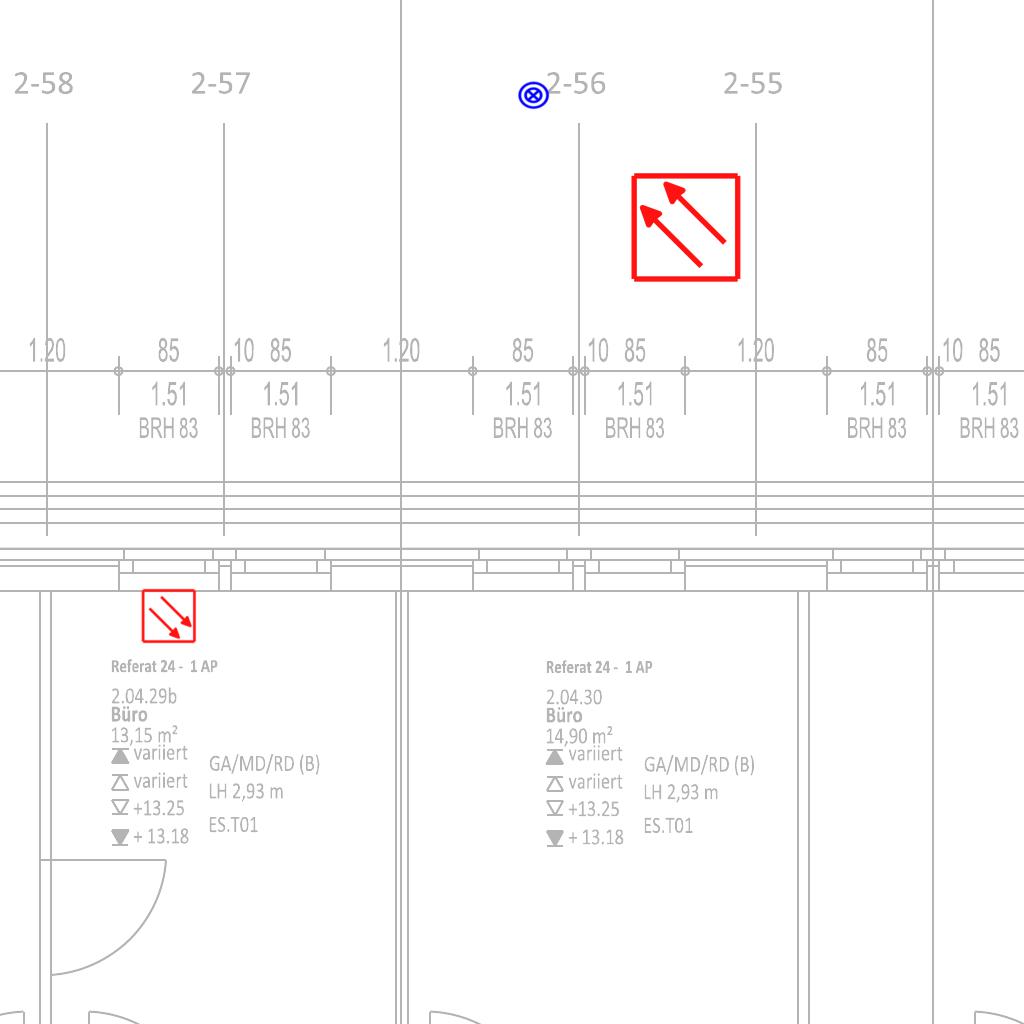 2-58 2-57 2-56 2-55
1.20 85 10 85 1.20 85 10 85 1.20 85 10 85
1.51 1.51 1.51 1.51 1.51 1.51
BRH 83 BRH 83 BRH 83 BRH 83 BRH 83 BRH 83
Referat 24 - 1 AP
2.04.29b
Büro
13,15 m²
variiert
variiert
+13.25
+ 13.18
GA/MD/RD (B)
LH 2,93 m
ES.T01
Referat 24 - 1 AP
2.04.30
Büro
14,90 m²
variiert
variiert
+13.25
+ 13.18
GA/MD/RD (B)
LH 2,93 m
ES.T01